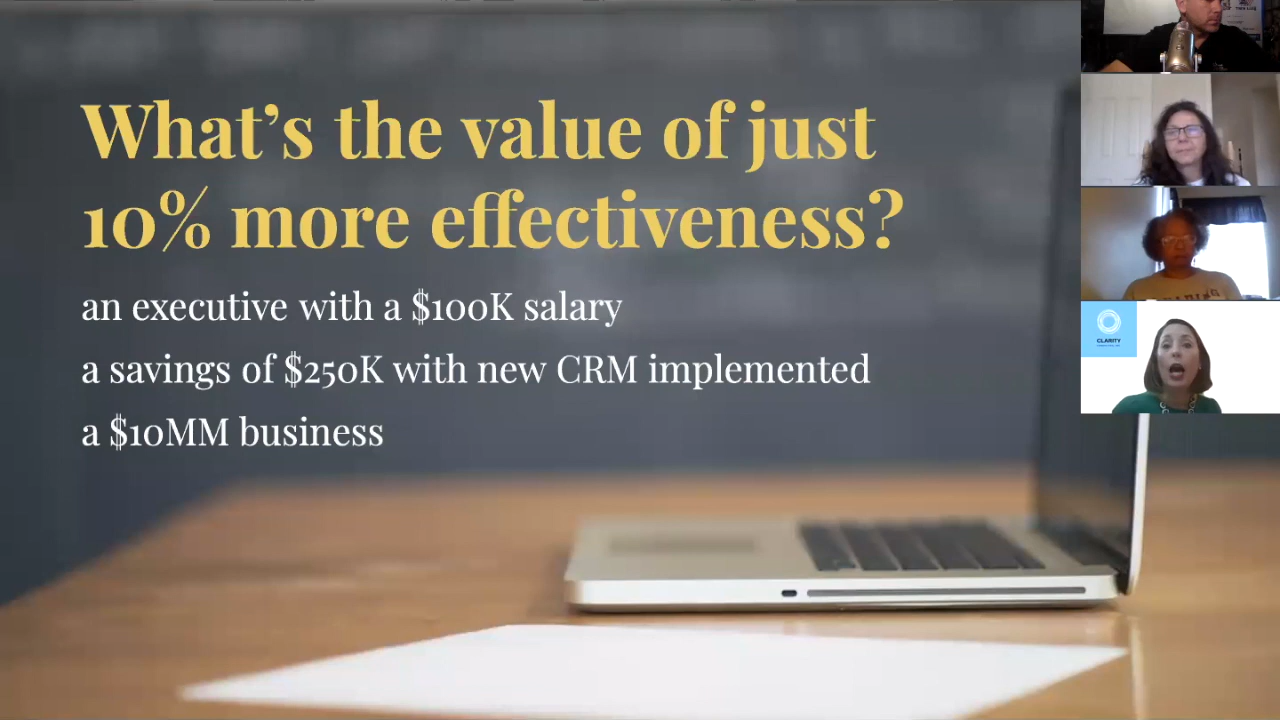 What's the value of just
10% more effectiveness?
an executive with a $100K salary
a savings of $250K with new CRM implemented
a $10MM business
CLARITY